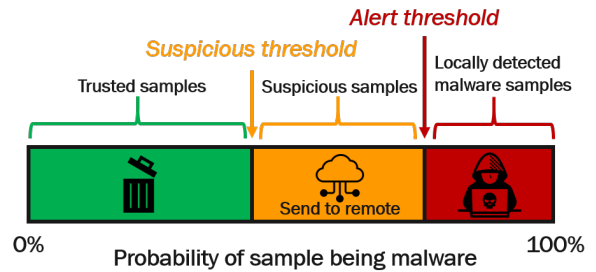 Alert threshold
Suspicious threshold
Trusted samples
Suspicious samples
Locally detected
malware samples
Send to remote
0%
100%
Probability of sample being malware